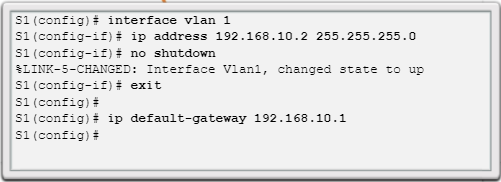 S1(config)# interface vlan 1
S1(config-if)# ip address 192.168.10.2 255.255.255.0
S1(config-if)# no shutdown
%LINK-5-CHANGED: Interface Vlan1, changed state to up
S1(config-if)# exit
S1(config)#
S1(config)# ip default-gateway 192.168.10.1
S1(config)#